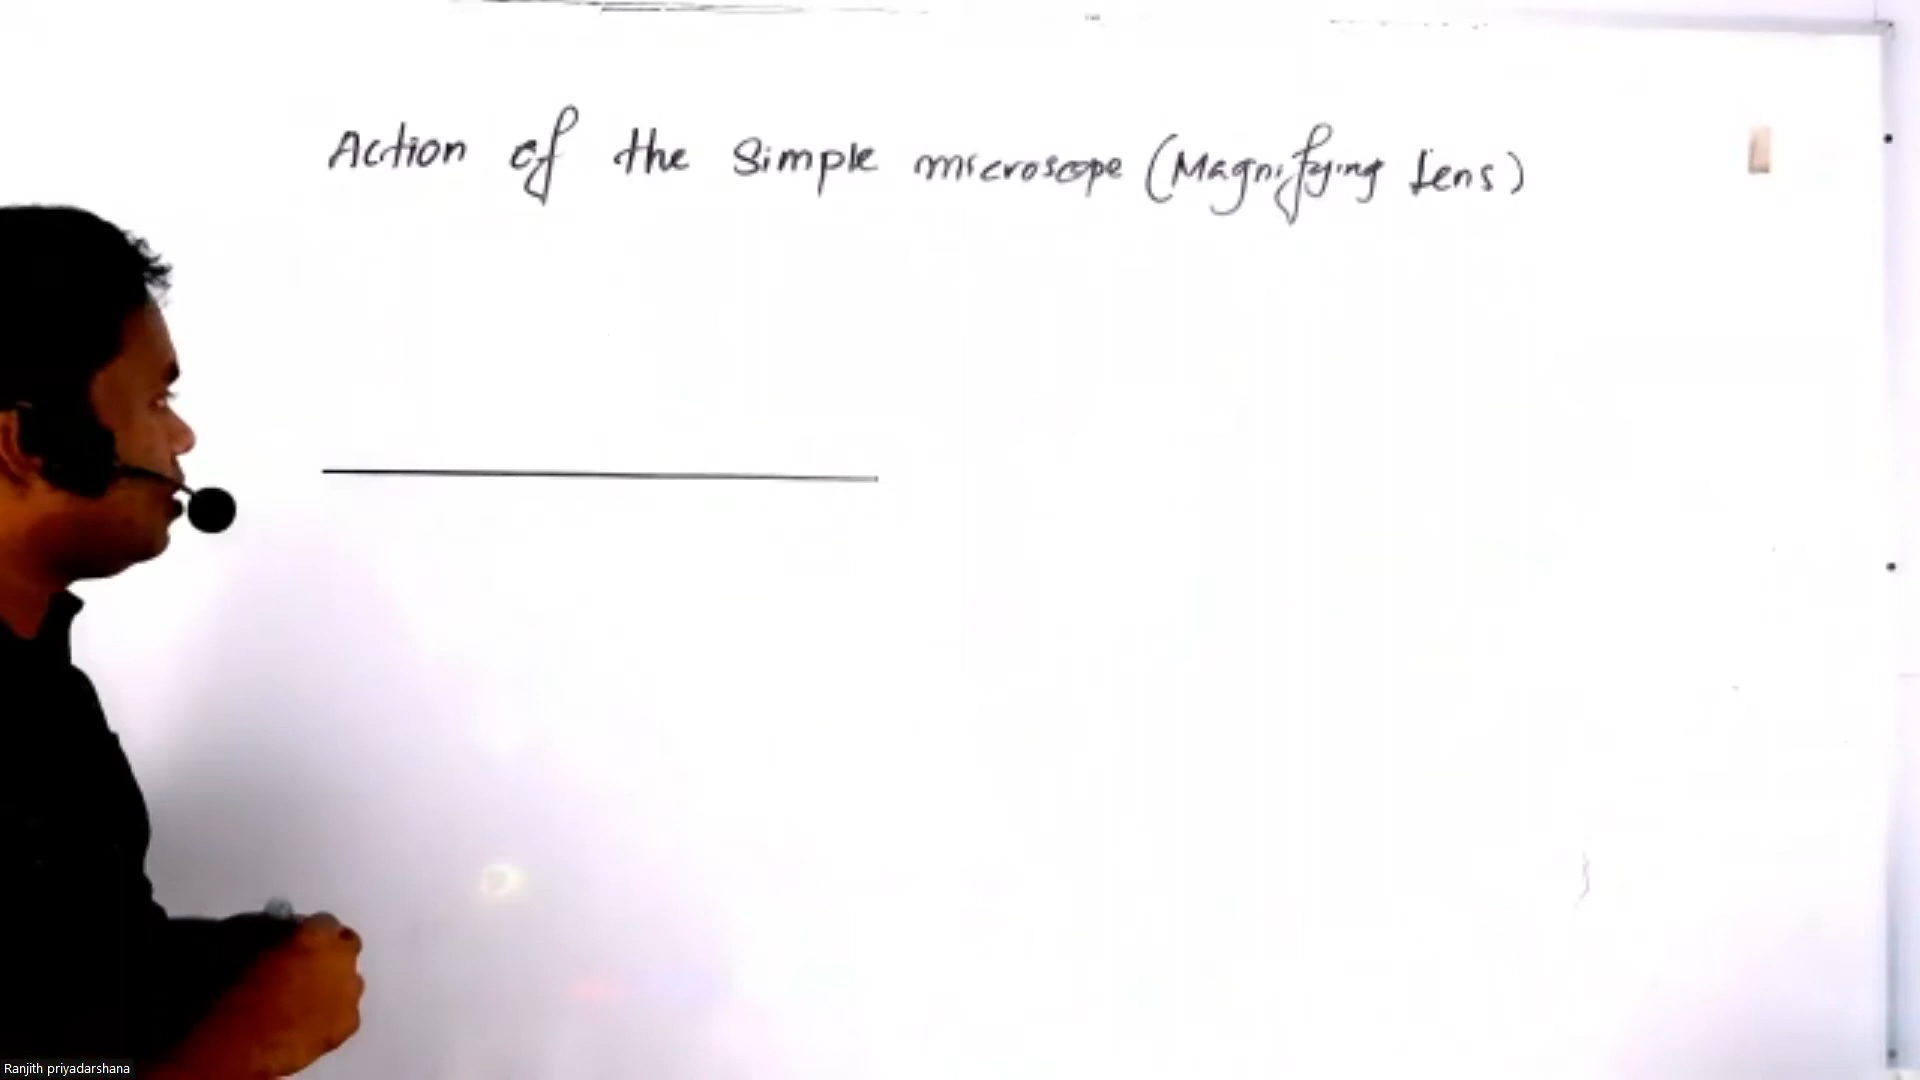 Action of the Simple microscope (Magnifying Lens)
Ranjith priyadarshana